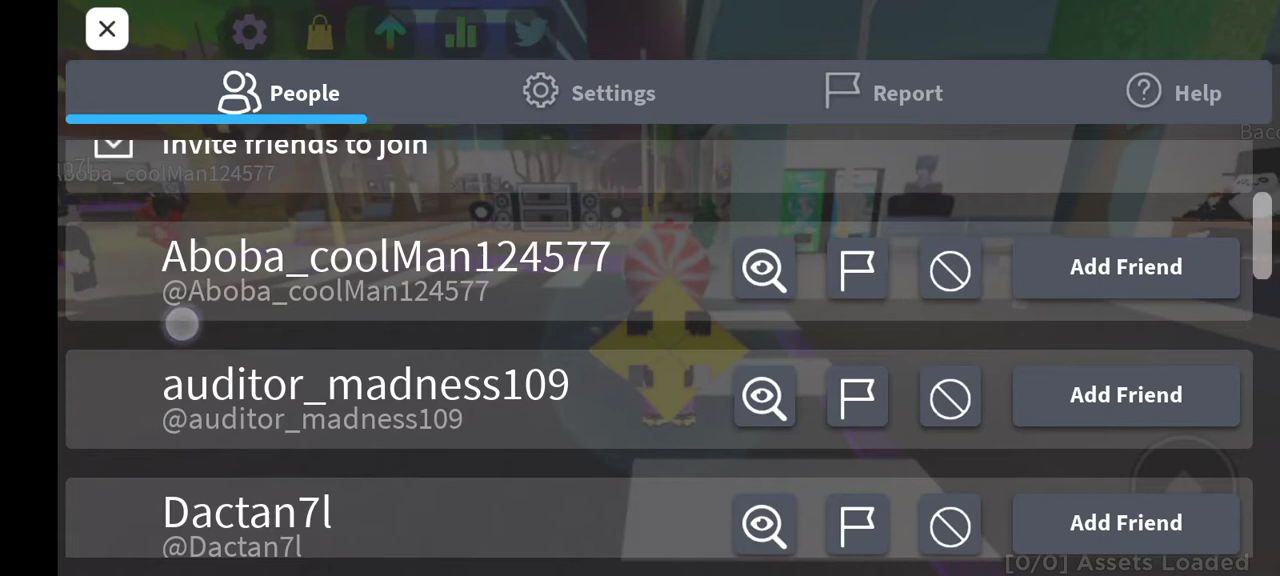 People
Settings
Report
Help
Invite friends to join
Aboba_coolMan124577
Aboba_coolMan124577
@Aboba_coolMan124577
Add Friend
auditor_madness109
@auditor_madness109
Add Friend
Dactan7l
@Dactan7l
Add Friend
[0/0] Assets Loaded